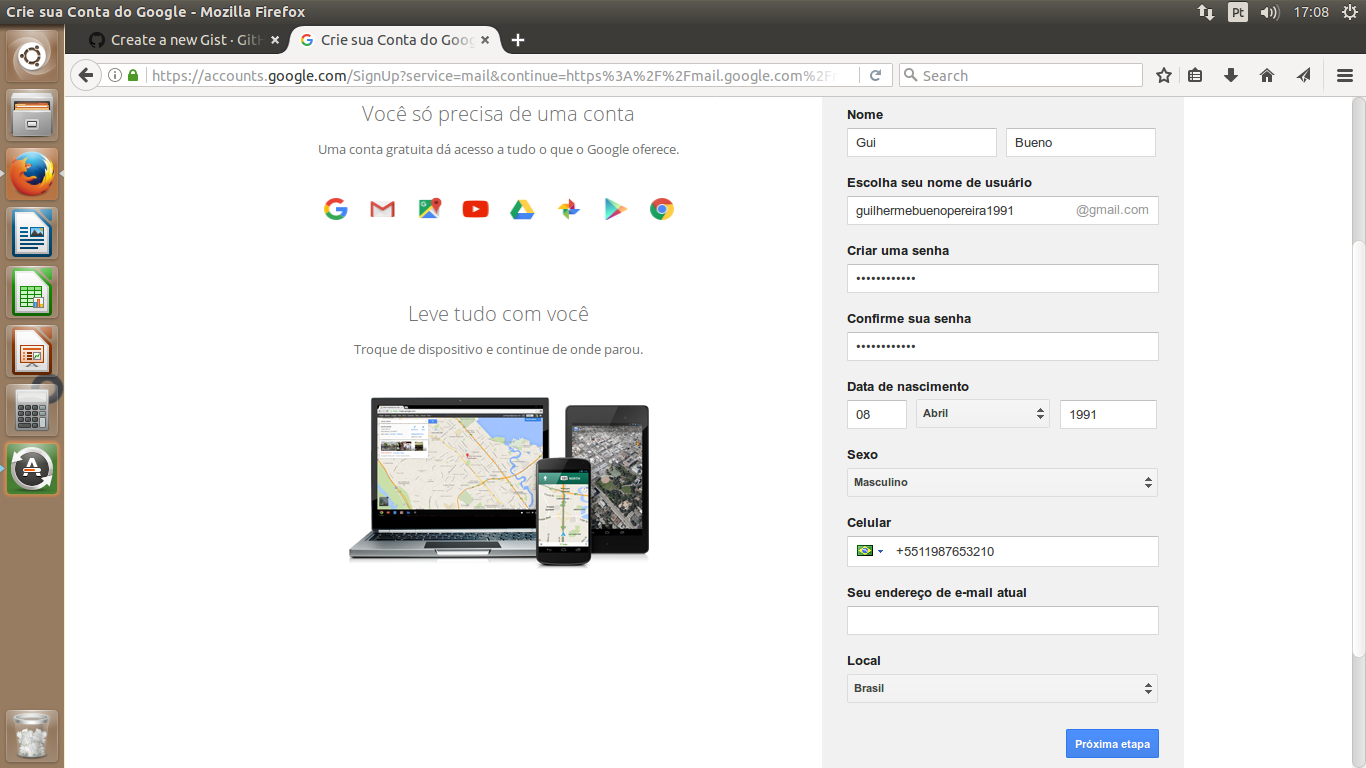 Crie sua Conta do Google - Mozilla Firefox
Pt
17:08
Create a new Gist · Git
Crie sua Conta do Goog
https://accounts.google.com/SignUp?service=mail&continue=https%3A%2F%2Fmail.google.com%2F
Search
Você só precisa de uma conta
Uma conta gratuita dá acesso a tudo o que o Google oferece.
Leve tudo com você
Troque de dispositivo e continue de onde parou.
Nome
Gui Bueno
Escolha seu nome de usuário
guilhermebuenopereira1991 @gmail.com
Criar uma senha
••••••••••••
Confirme sua senha
••••••••••••
Data de nascimento
08 Abril 1991
Sexo
Masculino
Celular
+5511987653210
Seu endereço de e-mail atual
Local
Brasil
Próxima etapa